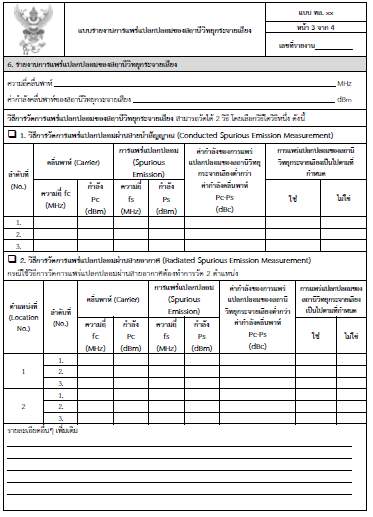 แบบรายงานการแพร่แปลกปลอมของสถานีวิทยุกระจายเสียง
แบบ ทผ. xx
หน้า 3 จาก 4
เลขที่รายงาน
6. รายงานการแพร่แปลกปลอมของสถานีวิทยุกระจายเสียง
ความถี่คลื่นพาห์ MHz
ค่ากำลังคลื่นพาห์ของสถานีวิทยุกระจายเสียง dBm
วิธีการวัดการแพร่แปลกปลอมของสถานีวิทยุกระจายเสียง สามารถวัดได้ 2 วิธี โดยเลือกวิธีใดวิธีหนึ่ง ดังนี้
1. วิธีการวัดการแพร่แปลกปลอมผ่านสายนำสัญญาณ (Conducted Spurious Emission Measurement)
ลำดับที่
(No.)
คลื่นพาห์ (Carrier)
ความถี่ fc
(MHz)
กำลัง
Pc
(dBm)
การแพร่แปลกปลอม
(Spurious
Emission)
ความถี่
fs
(MHz)
กำลัง
Ps
(dBm)
ค่ากำลังของการแพร่
แปลกปลอมของสถานีวิทยุ
กระจายเสียงต่ำกว่า
ค่ากำลังคลื่นพาห์
Pc-Ps
(dBc)
การแพร่แปลกปลอมของสถานี
วิทยุกระจายเสียงเป็นไปตามที่
กำหนด
ใช่
ไม่ใช่
1.
2.
3.
2. วิธีการวัดการแพร่แปลกปลอมผ่านสายอากาศ (Radiated Spurious Emission Measurement)
กรณีใช้วิธีการวัดการแพร่แปลกปลอมผ่านสายอากาศต้องทำการวัด 2 ตำแหน่ง
ตำแหน่งที่
(Location
No.)
ลำดับที่
(No.)
คลื่นพาห์ (Carrier)
ความถี่
fc
(MHz)
กำลัง
Pc
(dBm)
การแพร่แปลกปลอม
(Spurious
Emission)
ความถี่
fs
(MHz)
กำลัง
Ps
(dBm)
ค่ากำลังของการแพร่
แปลกปลอมของสถานี
วิทยุกระจายเสียงต่ำกว่า
ค่ากำลังคลื่นพาห์
Pc-Ps
(dBc)
การแพร่แปลกปลอมของ
สถานีวิทยุกระจายเสียง
เป็นไปตามที่กำหนด
ใช่
ไม่ใช่
1
1.
2.
3.
2
1.
2.
3.
รายละเอียดอื่นๆ เพิ่มเติม